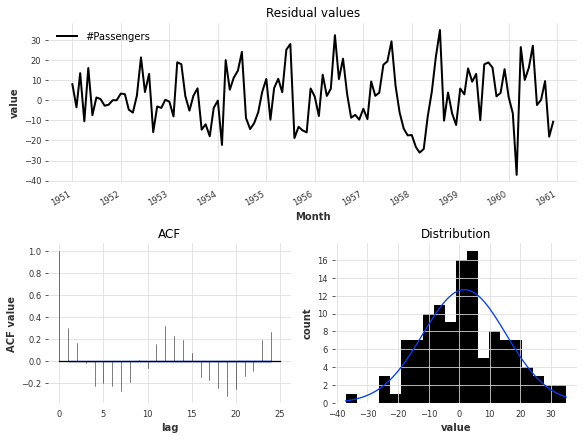 Residual values
#Passengers
30
20
10
0
−10
−20
−30
−40
value
1951 1952 1953 1954 1955 1956 1957 1958 1959 1960 1961
Month
ACF
1.0
0.8
0.6
0.4
0.2
0.0
−0.2
ACF value
0 5 10 15 20 25
lag
Distribution
16
14
12
10
8
6
4
2
0
count
−40 −30 −20 −10 0 10 20 30
value